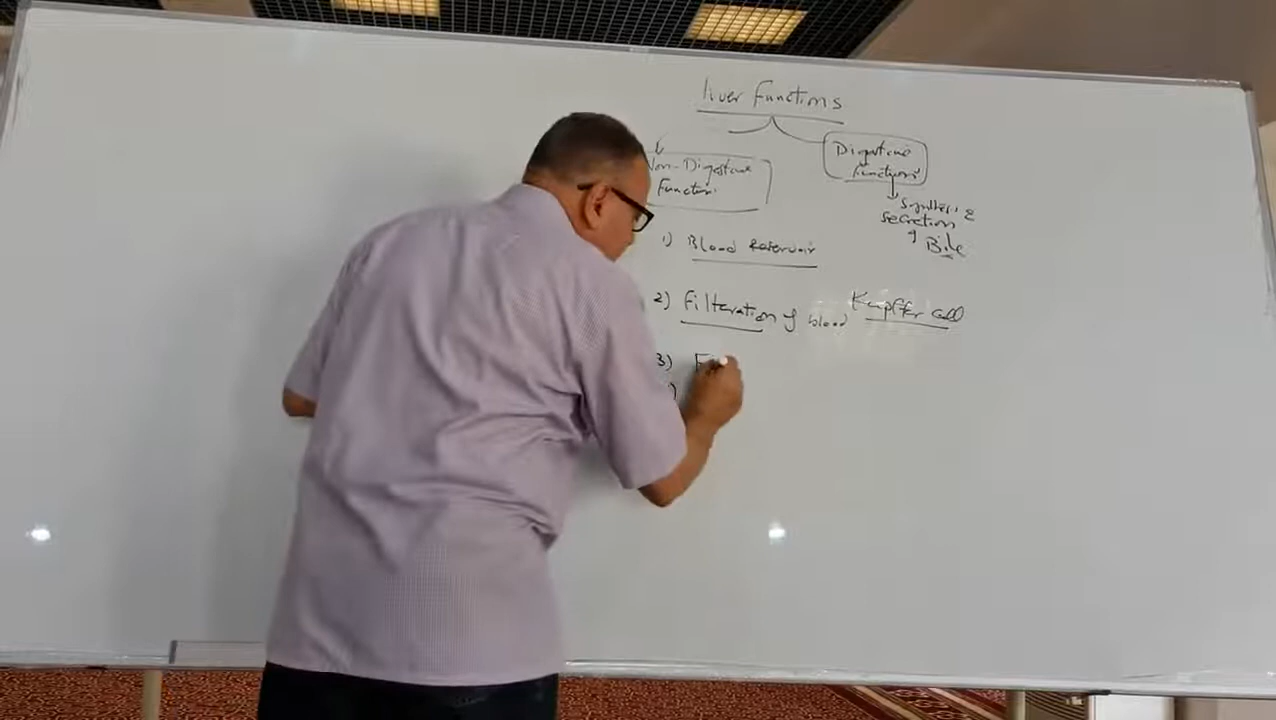 liver Functions
Non-Digestive
Function
Digestive
Functions
Synthesis &
Secretion
of Bile
1) Blood Reservoir
2) Filteration of blood Kupffer cell
3) F